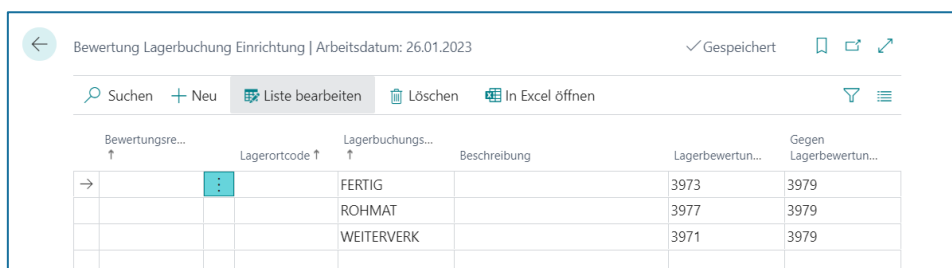 Bewertung Lagerbuchung Einrichtung | Arbeitsdatum: 26.01.2023 ✓Gespeichert
Suchen + Neu Liste bearbeiten Löschen In Excel öffnen
Bewertungsre... ↑ Lagerortcode ↑ Lagerbuchungs... ↑ Beschreibung Lagerbewertun... Gegen Lagerbewertun...
FERTIG 3973 3979
ROHMAT 3977 3979
WEITERVERK 3971 3979